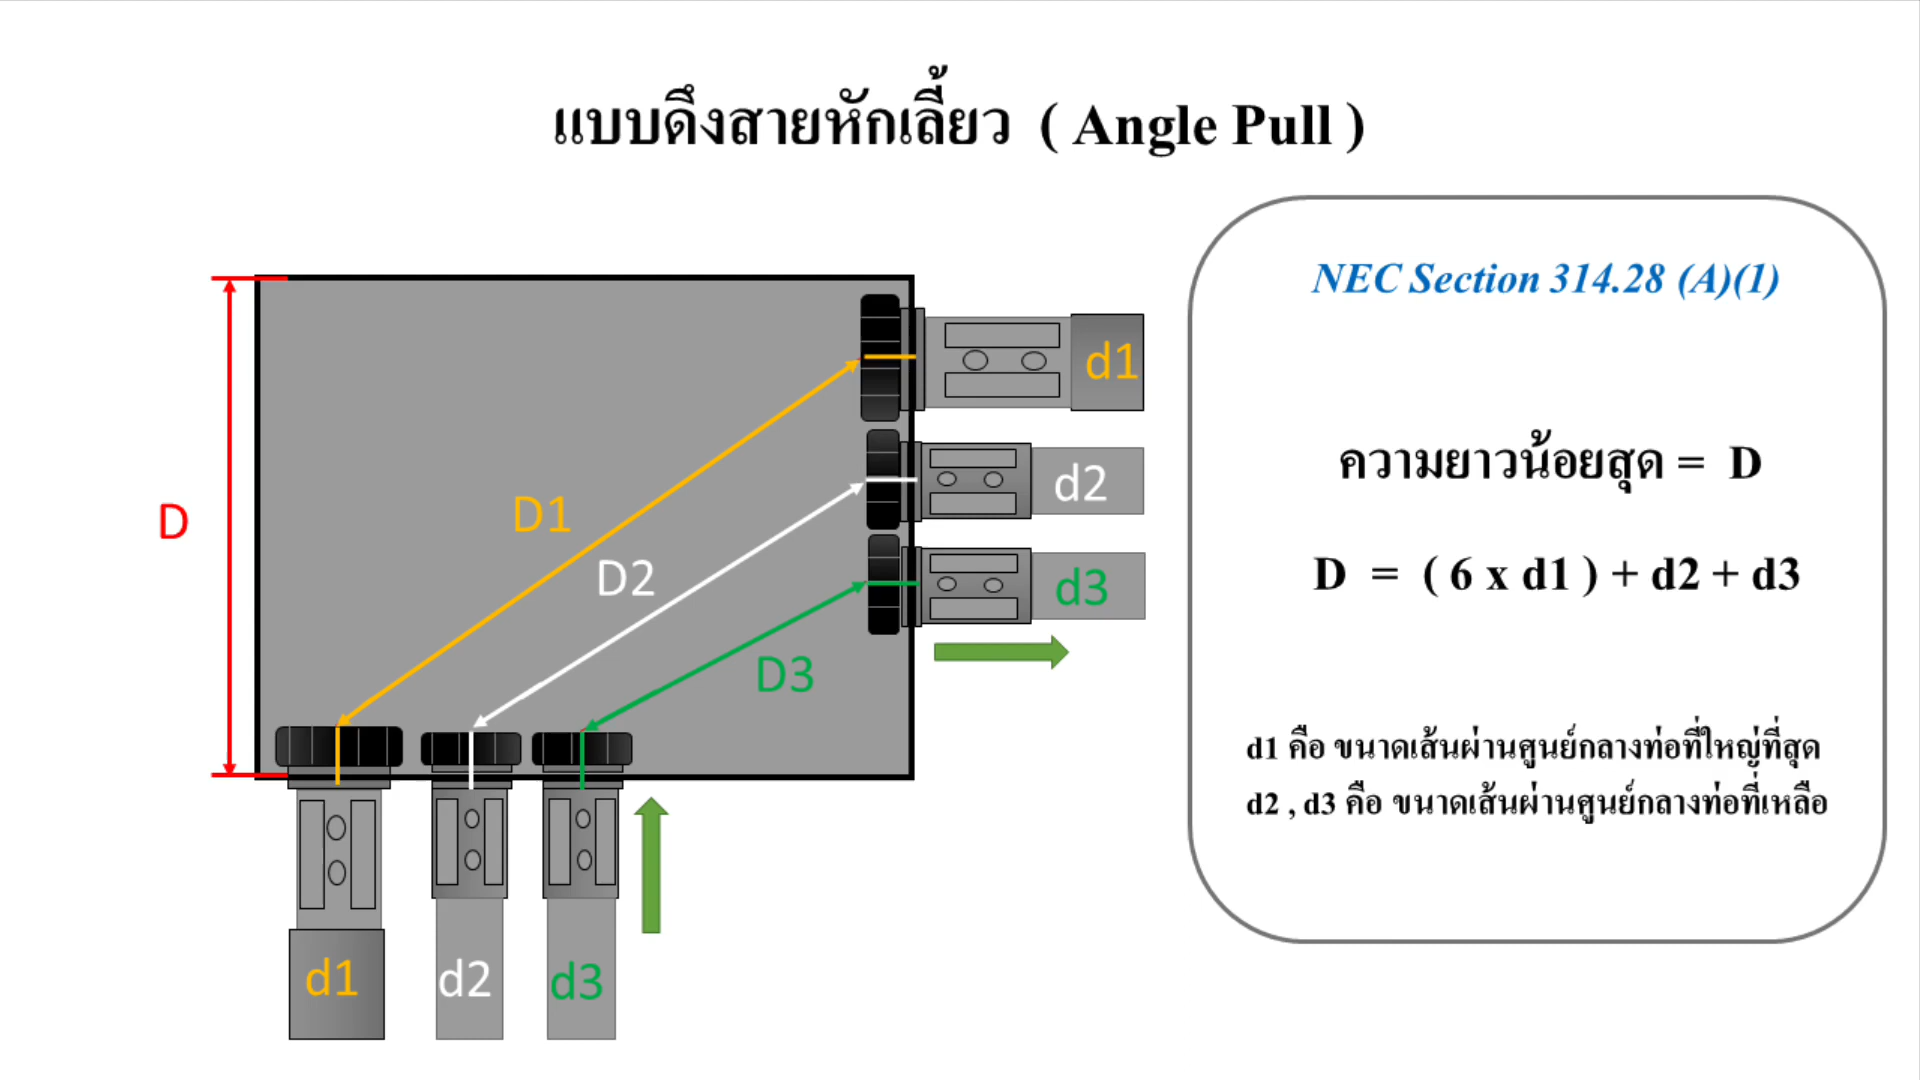 แบบดึงสายหักเลี้ยว ( Angle Pull )
NEC Section 314.28 (A)(1)
ความยาวน้อยสุด = D
D = ( 6 x d1 ) + d2 + d3
d1 คือ ขนาดเส้นผ่านศูนย์กลางท่อที่ใหญ่ที่สุด
d2 , d3 คือ ขนาดเส้นผ่านศูนย์กลางท่อที่เหลือ
D
D1
D2
D3
d1
d2
d3
d1
d2
d3